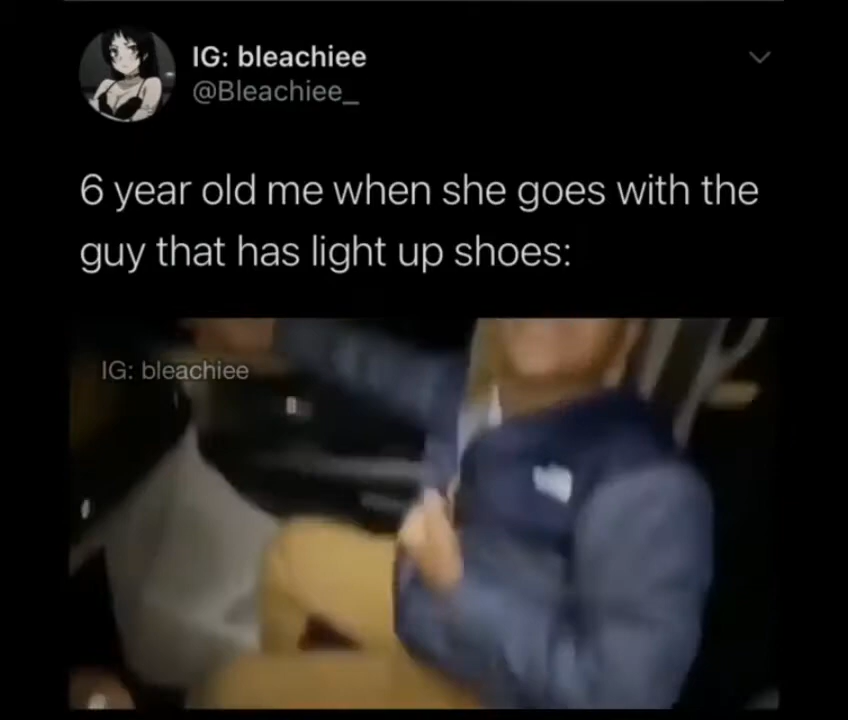 IG: bleachiee
@Bleachiee_
6 year old me when she goes with the
guy that has light up shoes:
IG: bleachiee